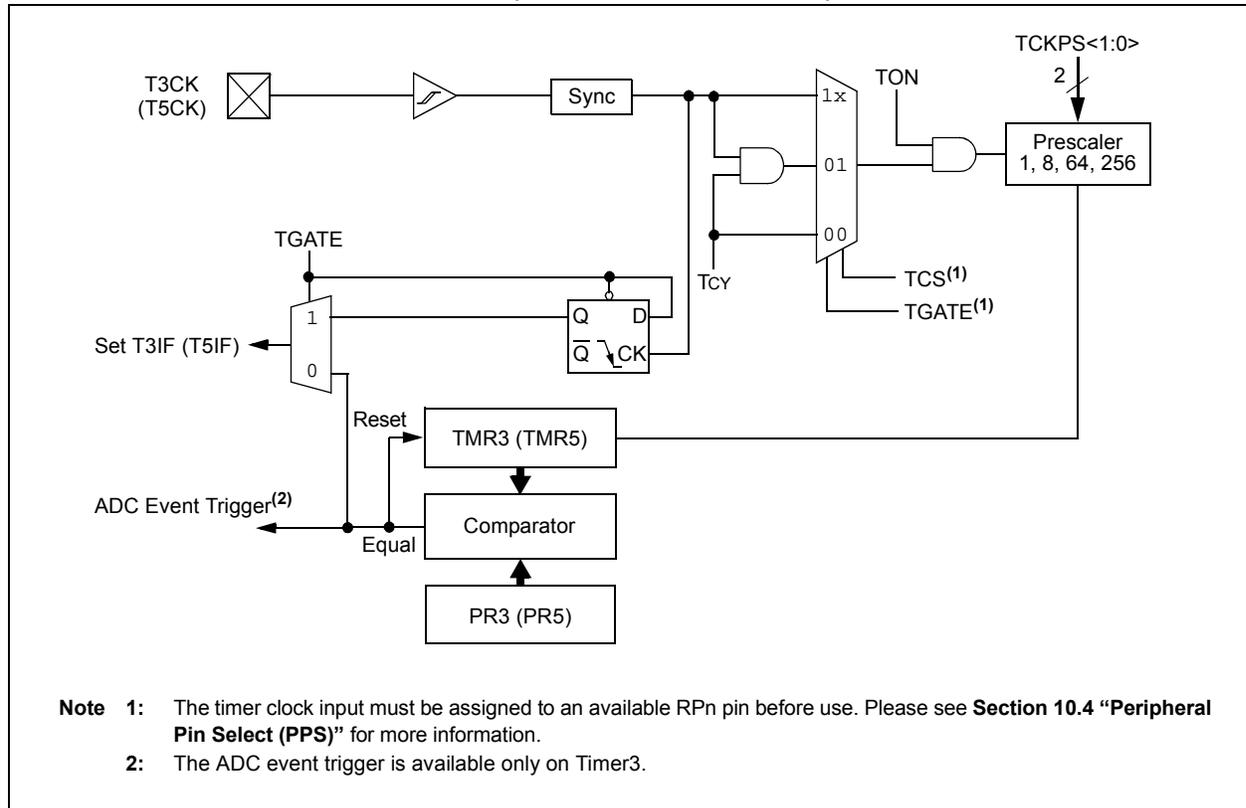 TCKPS<1:0>
2
T3CK
(T5CK)
Sync
1x
TON
Prescaler
1, 8, 64, 256
01
00
TGATE
TCY
TCS(1)
TGATE(1)
1
Q
D
Set T3IF (T5IF)
Q
CK
0
Reset
TMR3 (TMR5)
ADC Event Trigger(2)
Comparator
Equal
PR3 (PR5)
Note 1: The timer clock input must be assigned to an available RPn pin before use. Please see Section 10.4 “Peripheral
Pin Select (PPS)” for more information.
2: The ADC event trigger is available only on Timer3.